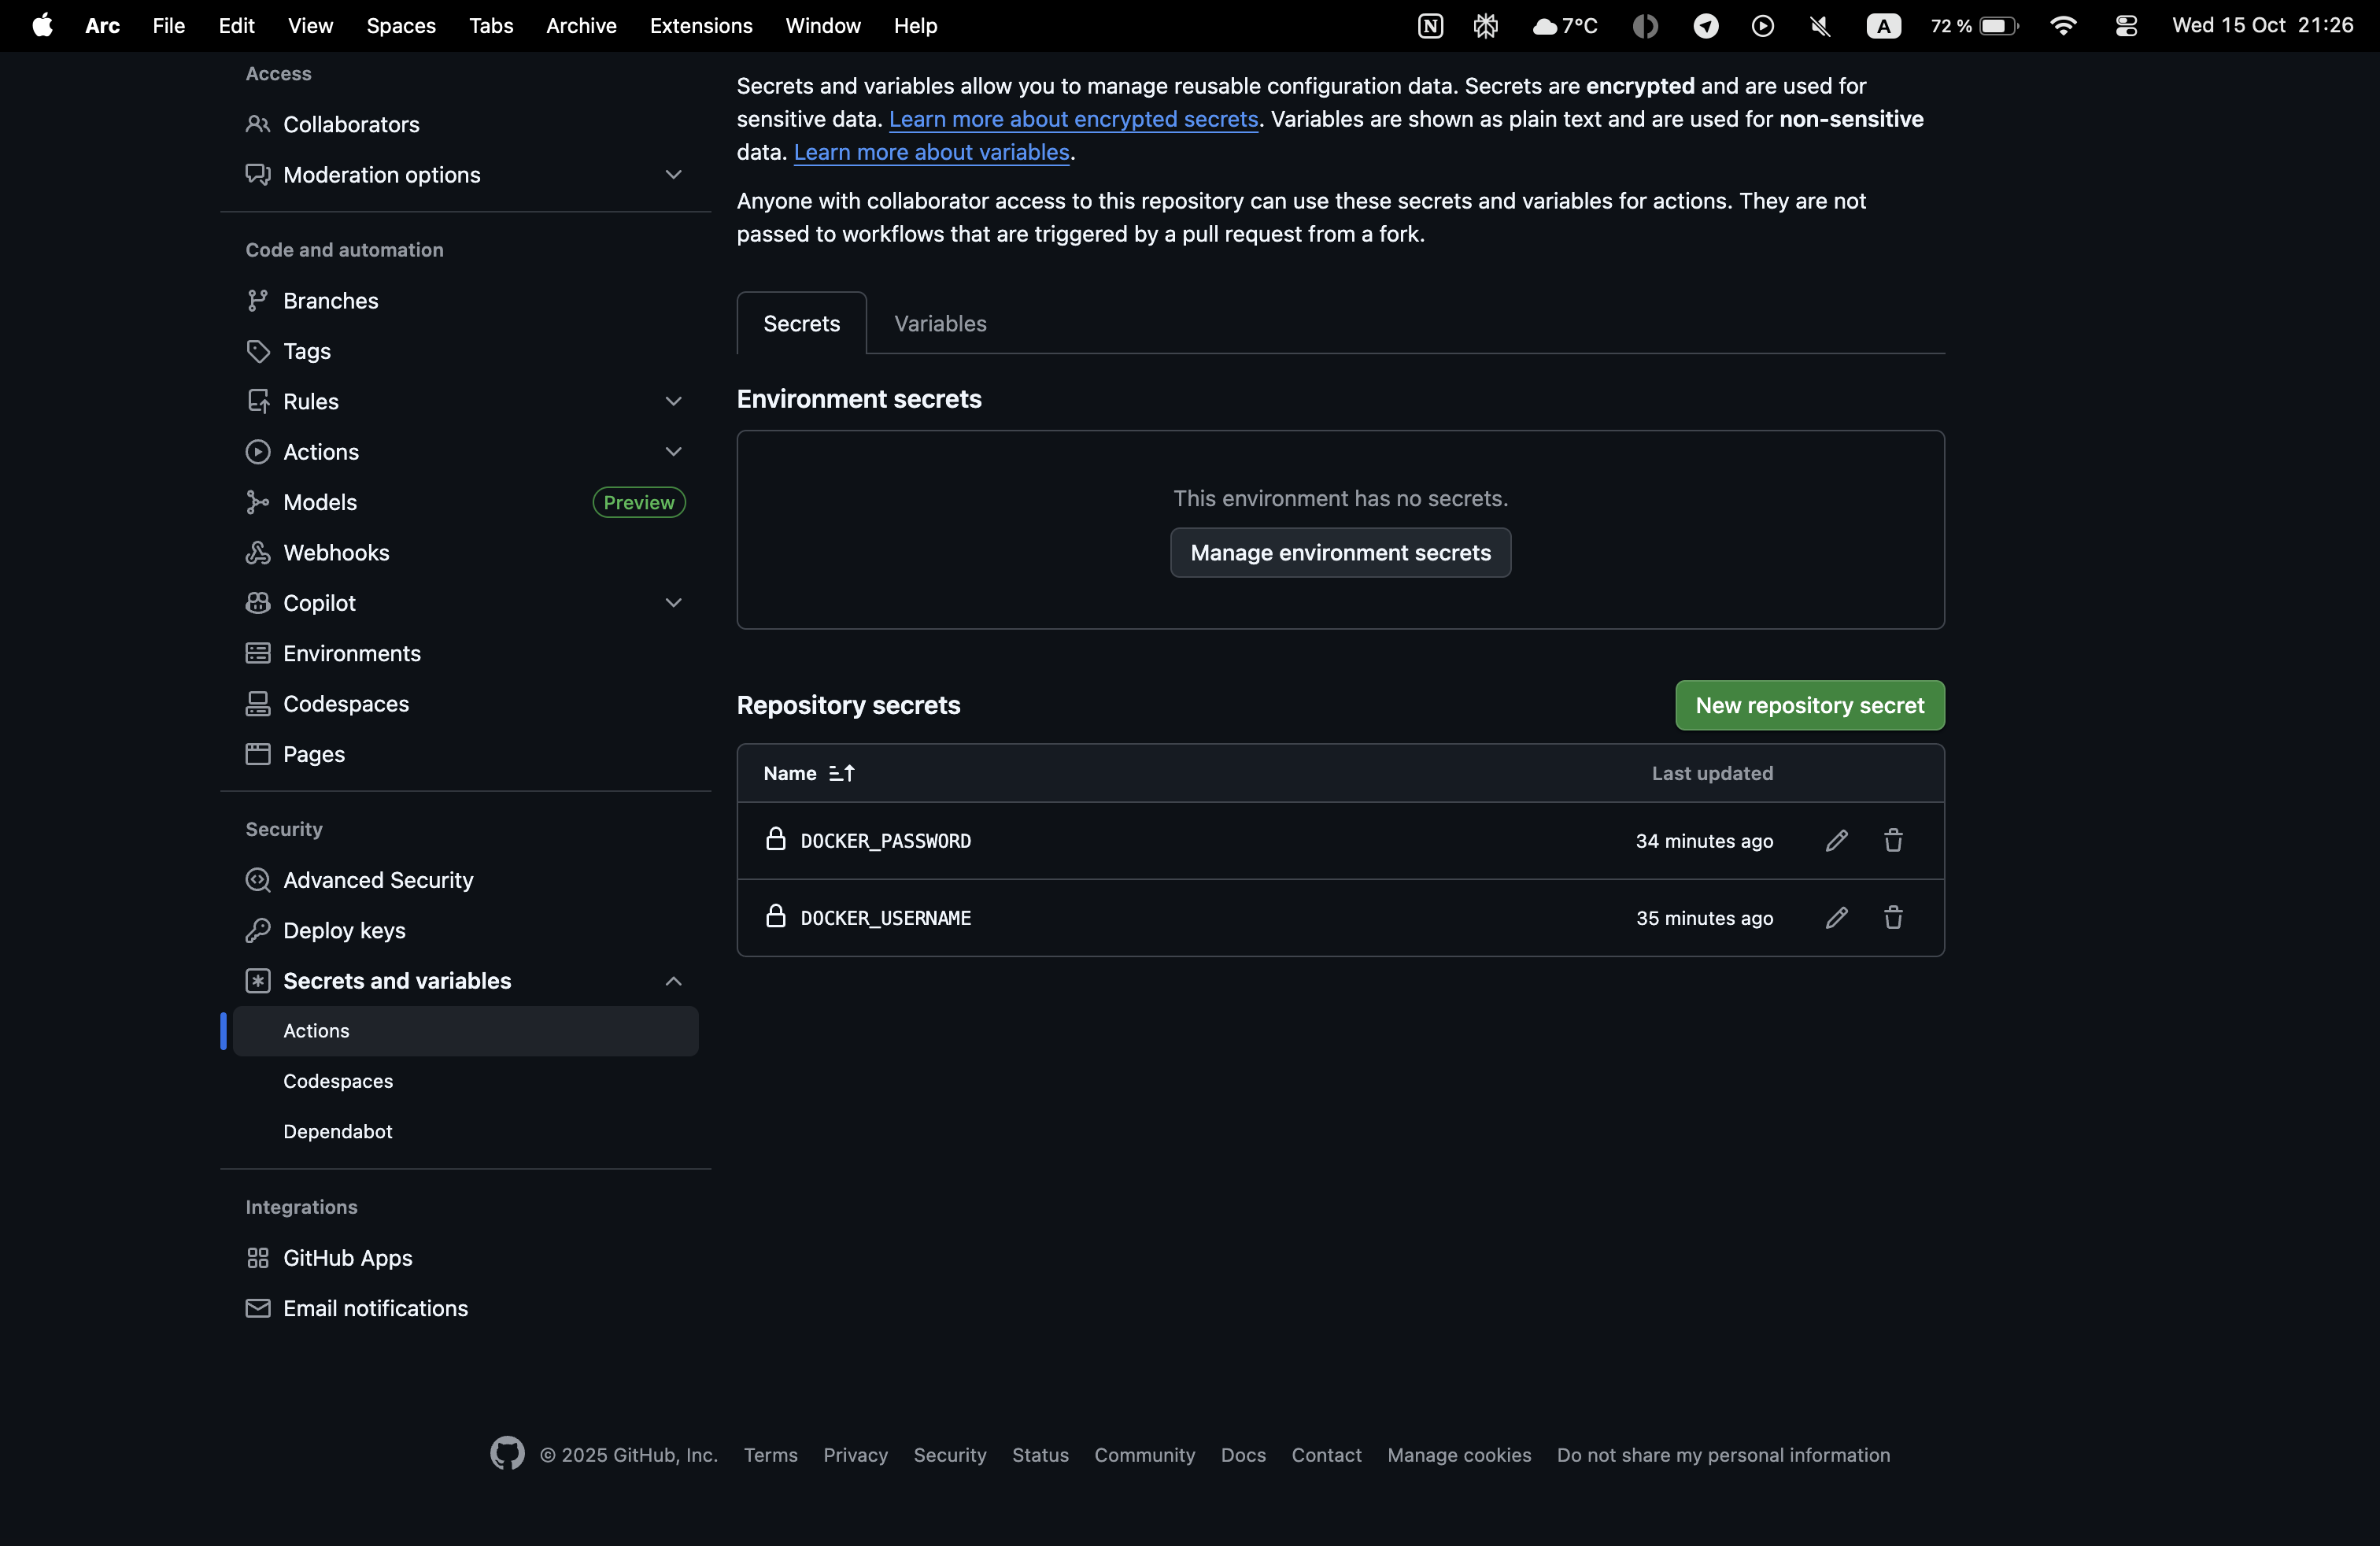 Arc File Edit View Spaces Tabs Archive Extensions Window Help 7°C A 72 % Wed 15 Oct 21:26
Access
Collaborators
Moderation options
Code and automation
Branches
Tags
Rules
Actions
Models Preview
Webhooks
Copilot
Environments
Codespaces
Pages
Security
Advanced Security
Deploy keys
Secrets and variables
Actions
Codespaces
Dependabot
Integrations
GitHub Apps
Email notifications
Secrets and variables allow you to manage reusable configuration data. Secrets are encrypted and are used for
sensitive data. Learn more about encrypted secrets. Variables are shown as plain text and are used for non-sensitive
data. Learn more about variables.
Anyone with collaborator access to this repository can use these secrets and variables for actions. They are not
passed to workflows that are triggered by a pull request from a fork.
Secrets Variables
Environment secrets
This environment has no secrets.
Manage environment secrets
Repository secrets New repository secret
Name Last updated
DOCKER_PASSWORD 34 minutes ago
DOCKER_USERNAME 35 minutes ago
© 2025 GitHub, Inc. Terms Privacy Security Status Community Docs Contact Manage cookies Do not share my personal information